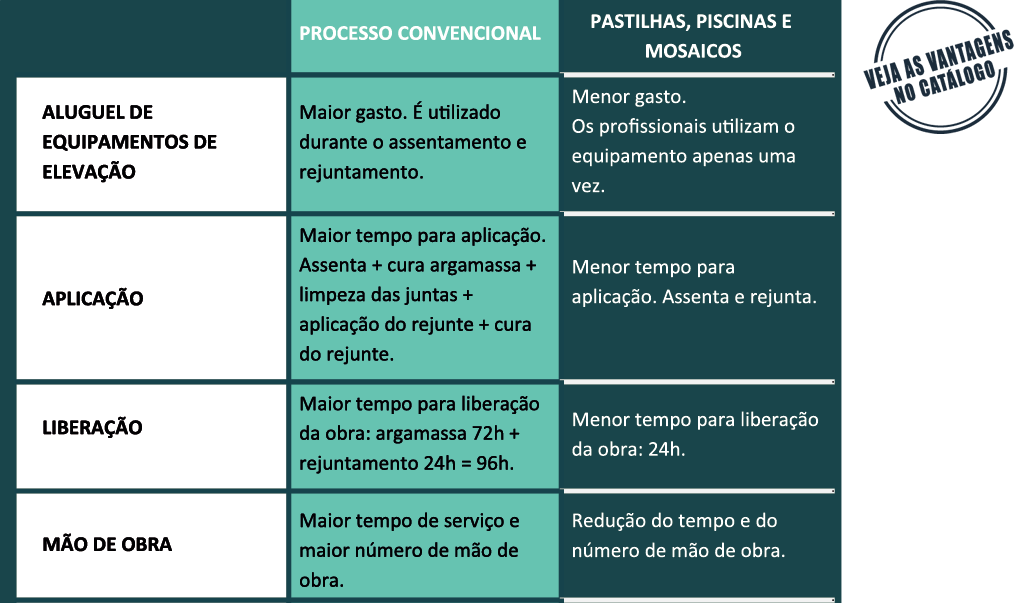 PROCESSO CONVENCIONAL
PASTILHAS, PISCINAS E
MOSAICOS
VEJA AS VANTAGENS
NO CATÁLOGO
ALUGUEL DE
EQUIPAMENTOS DE
ELEVAÇÃO
Maior gasto. É utilizado
durante o assentamento e
rejuntamento.
Menor gasto.
Os profissionais utilizam o
equipamento apenas uma
vez.
APLICAÇÃO
Maior tempo para aplicação.
Assenta + cura argamassa +
limpeza das juntas +
aplicação do rejunte + cura
do rejunte.
Menor tempo para
aplicação. Assenta e rejunta.
LIBERAÇÃO
Maior tempo para liberação
da obra: argamassa 72h +
rejuntamento 24h = 96h.
Menor tempo para liberação
da obra: 24h.
MÃO DE OBRA
Maior tempo de serviço e
maior número de mão de
obra.
Redução do tempo e do
número de mão de obra.